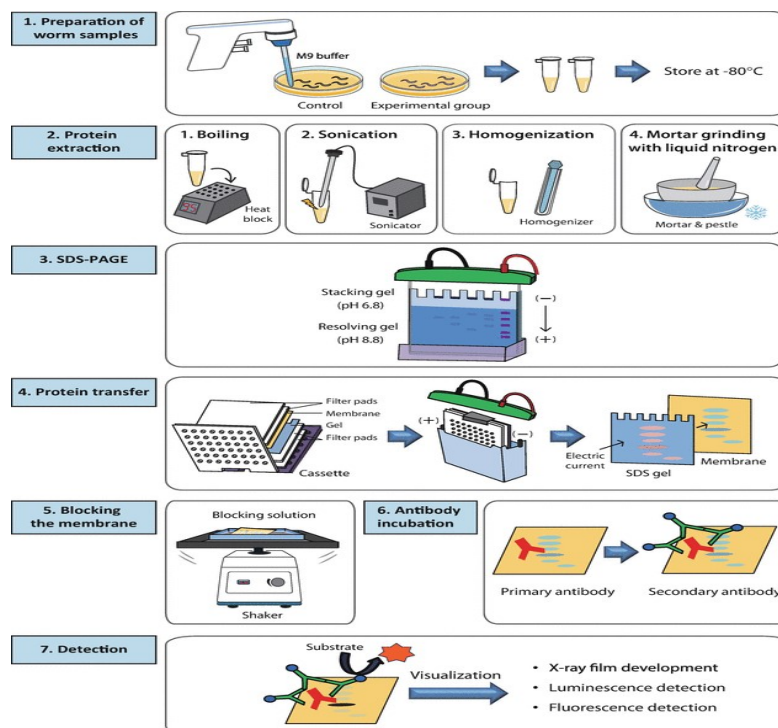 1. Preparation of
worm samples
M9 buffer
Control
Experimental group
Store at -80°C
2. Protein
extraction
1. Boiling
Heat
block
2. Sonication
Sonicator
3. Homogenization
Homogenizer
4. Mortar grinding
with liquid nitrogen
Mortar & pestle
3. SDS-PAGE
Stacking gel
(pH 6.8)
(−)
Resolving gel
(pH 8.8)
(+)
4. Protein transfer
Filter pads
Membrane
Gel
Filter pads
Cassette
(+)
(−)
Electric
current
SDS gel
Membrane
5. Blocking
the membrane
Blocking solution
Shaker
6. Antibody
incubation
Primary antibody
Secondary antibody
7. Detection
Substrate
Visualization
• X-ray film development
• Luminescence detection
• Fluorescence detection